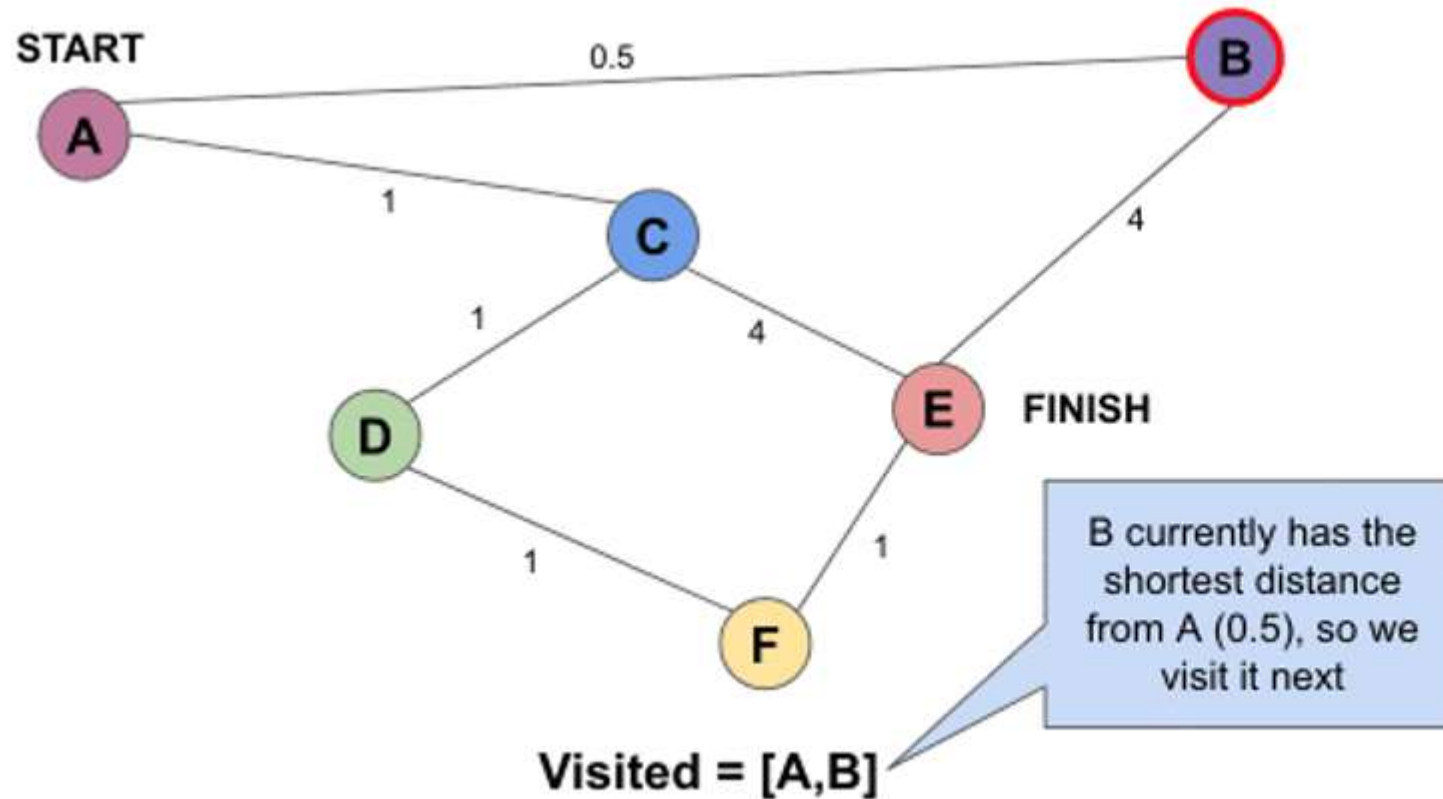 START
0.5
B
A
1
C
4
1
4
E
FINISH
D
1
1
F
B currently has the
shortest distance
from A (0.5), so we
visit it next
Visited = [A,B]